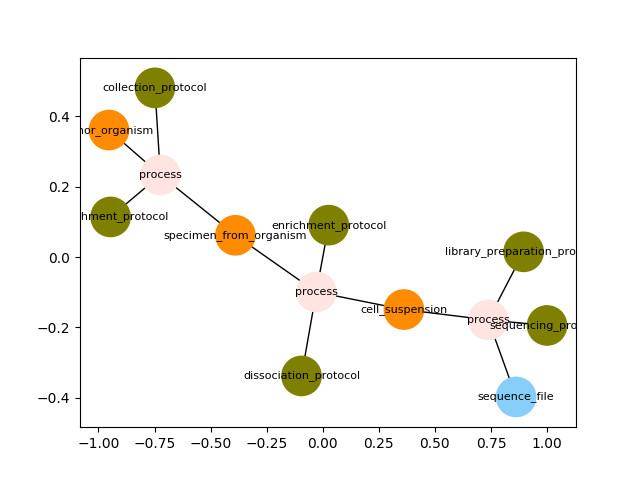 collection_protocol
nor_organism
process
hment_protocol
specimen_from_organism
enrichment_protocol
library_preparation_pro
process
cell_suspension
process
sequencing_pro
dissociation_protocol
sequence_file
0.4
0.2
0.0
−0.2
−0.4
−1.00 −0.75 −0.50 −0.25 0.00 0.25 0.50 0.75 1.00